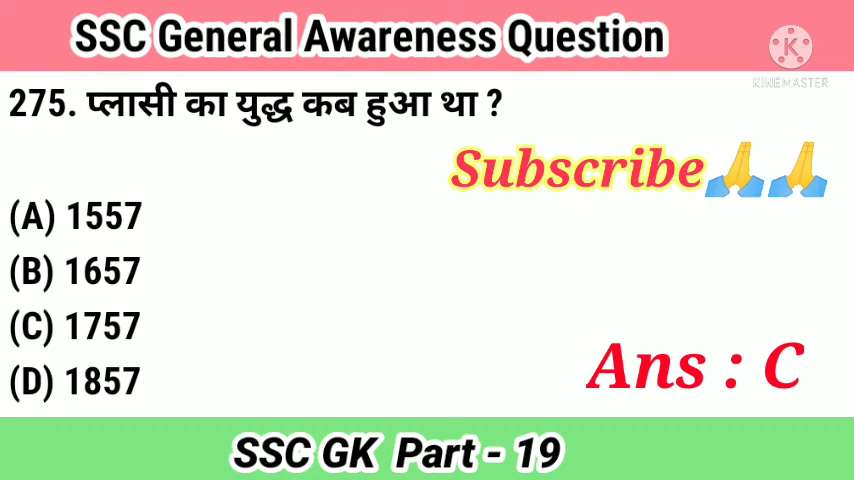 SSC General Awareness Question
K
KINEMASTER
275. प्लासी का युद्ध कब हुआ था ?
Subscribe🙏🙏
(A) 1557
(B) 1657
(C) 1757
(D) 1857
Ans : C
SSC GK Part - 19